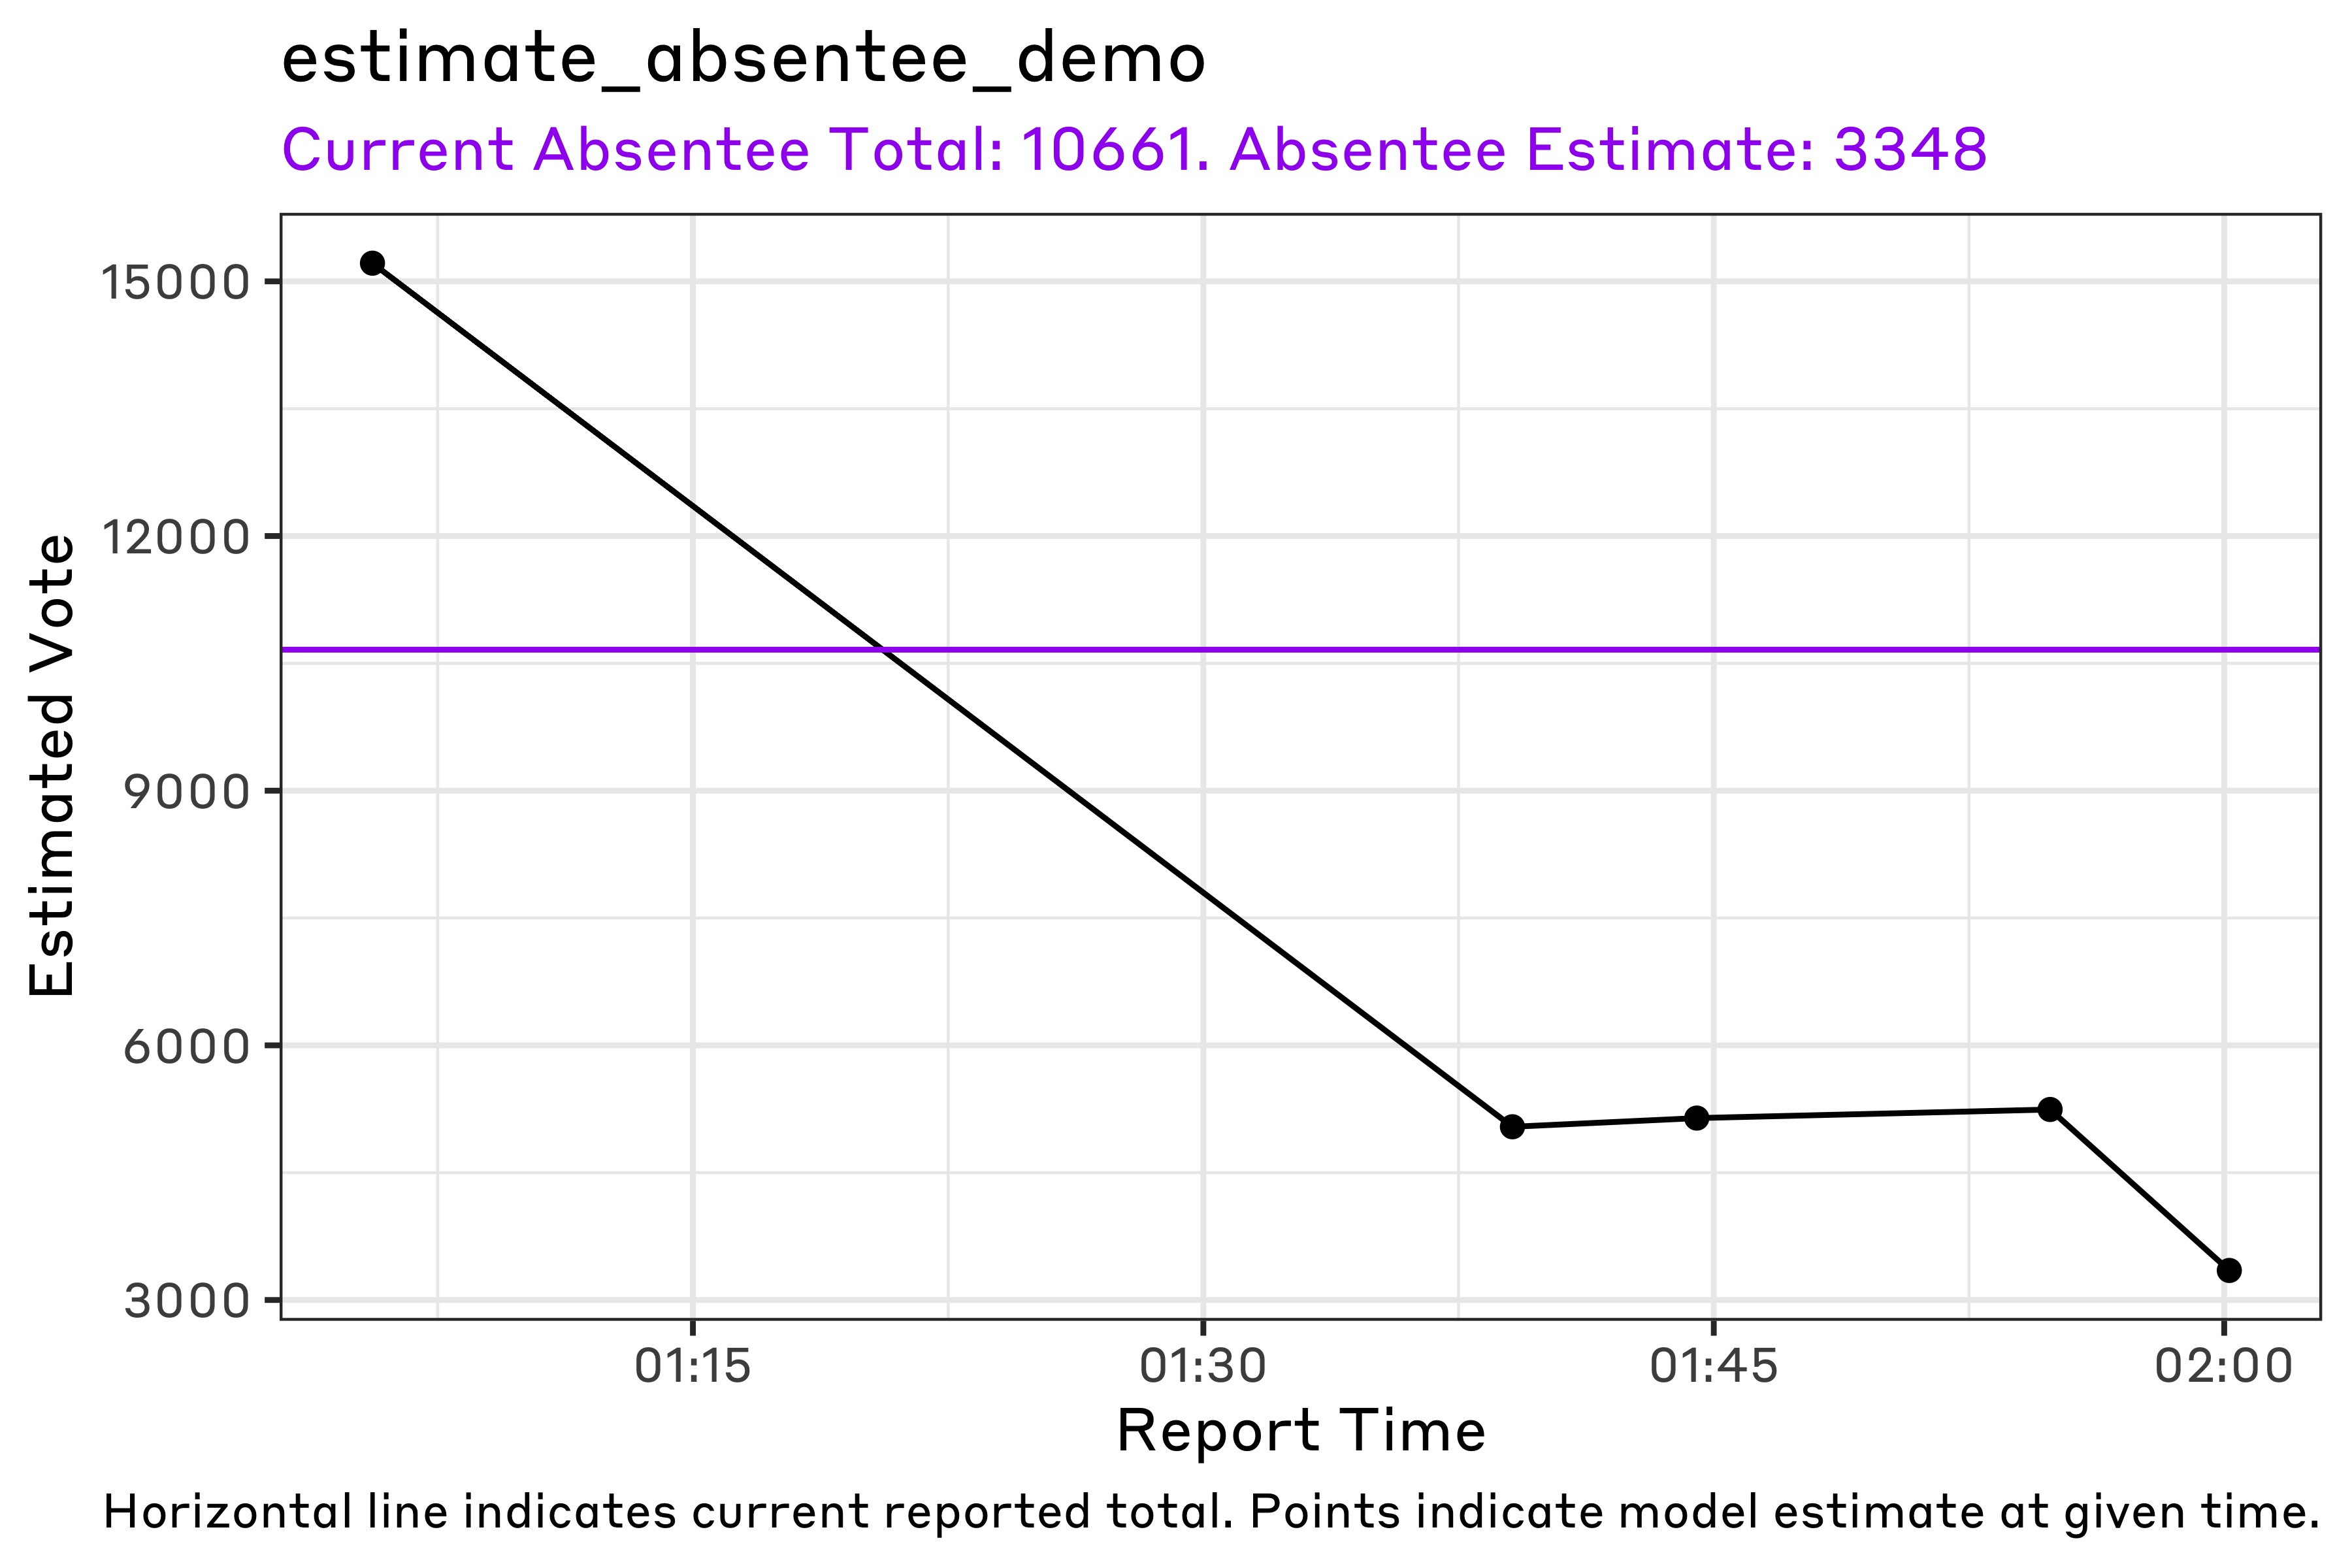 estimate_absentee_demo
Current Absentee Total: 10661. Absentee Estimate: 3348
Estimated Vote
15000
12000
9000
6000
3000
01:15
01:30
01:45
02:00
Report Time
Horizontal line indicates current reported total. Points indicate model estimate at given time.